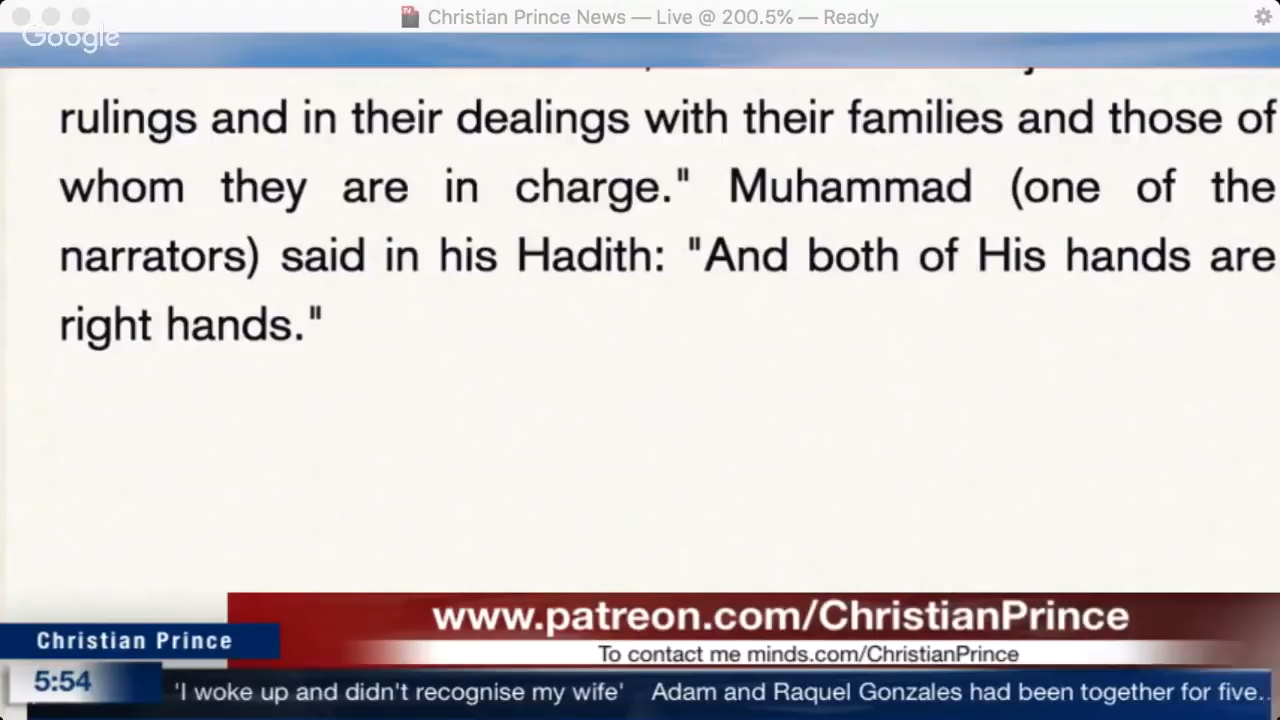 Christian Prince News — Live @ 200.5% — Ready
Google
rulings and in their dealings with their families and those of
whom they are in charge." Muhammad (one of the
narrators) said in his Hadith: "And both of His hands are
right hands."
www.patreon.com/ChristianPrince
Christian Prince
To contact me minds.com/ChristianPrince
5:54
'I woke up and didn't recognise my wife' Adam and Raquel Gonzales had been together for five..